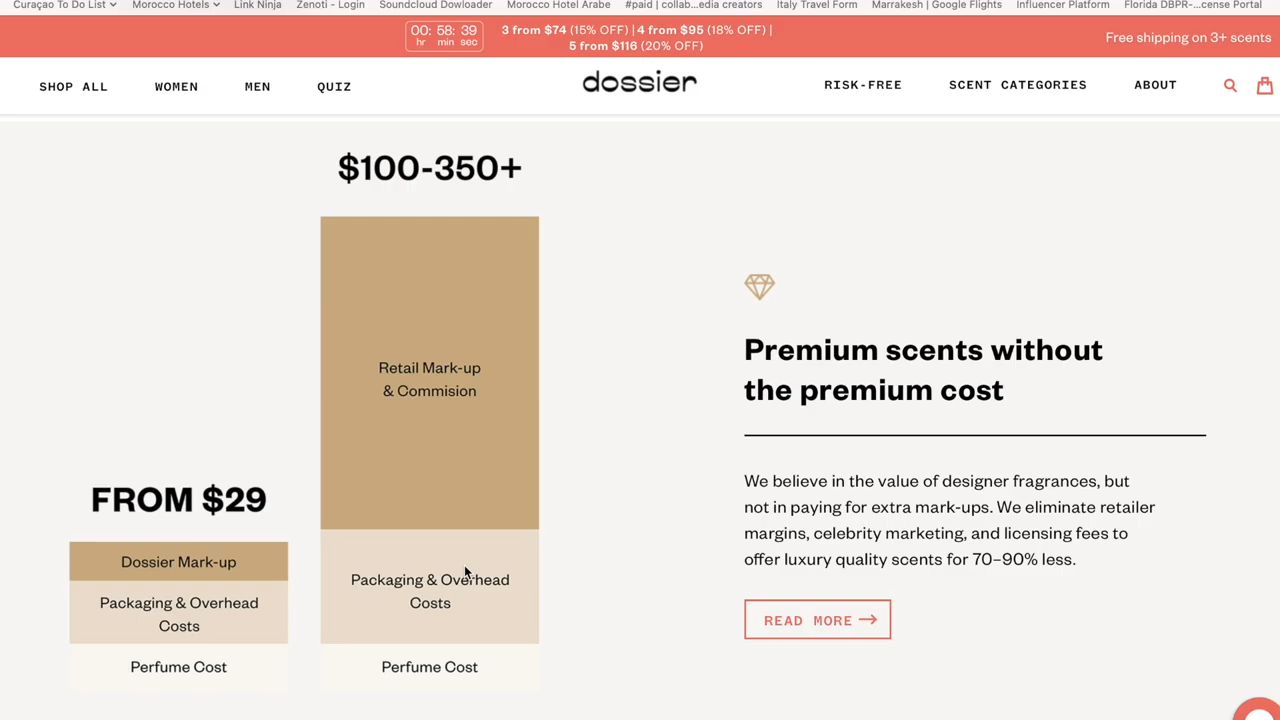 Curaçao To Do List
Morocco Hotels
Link Ninja
Zenoti - Login
Soundcloud Dowloader
Morocco Hotel Arabe
#paid | collab...edia creators
Italy Travel Form
Marrakesh | Google Flights
Influencer Platform
Florida DBPR-...cense Portal
00: 58: 39
hr min sec
3 from $74 (15% OFF) | 4 from $95 (18% OFF) |
5 from $116 (20% OFF)
Free shipping on 3+ scents
SHOP ALL
WOMEN
MEN
QUIZ
dossier
RISK-FREE
SCENT CATEGORIES
ABOUT
$100-350+
Retail Mark-up
& Commision
Packaging & Overhead
Costs
Perfume Cost
FROM $29
Dossier Mark-up
Packaging & Overhead
Costs
Perfume Cost
Premium scents without
the premium cost
We believe in the value of designer fragrances, but
not in paying for extra mark-ups. We eliminate retailer
margins, celebrity marketing, and licensing fees to
offer luxury quality scents for 70–90% less.
READ MORE